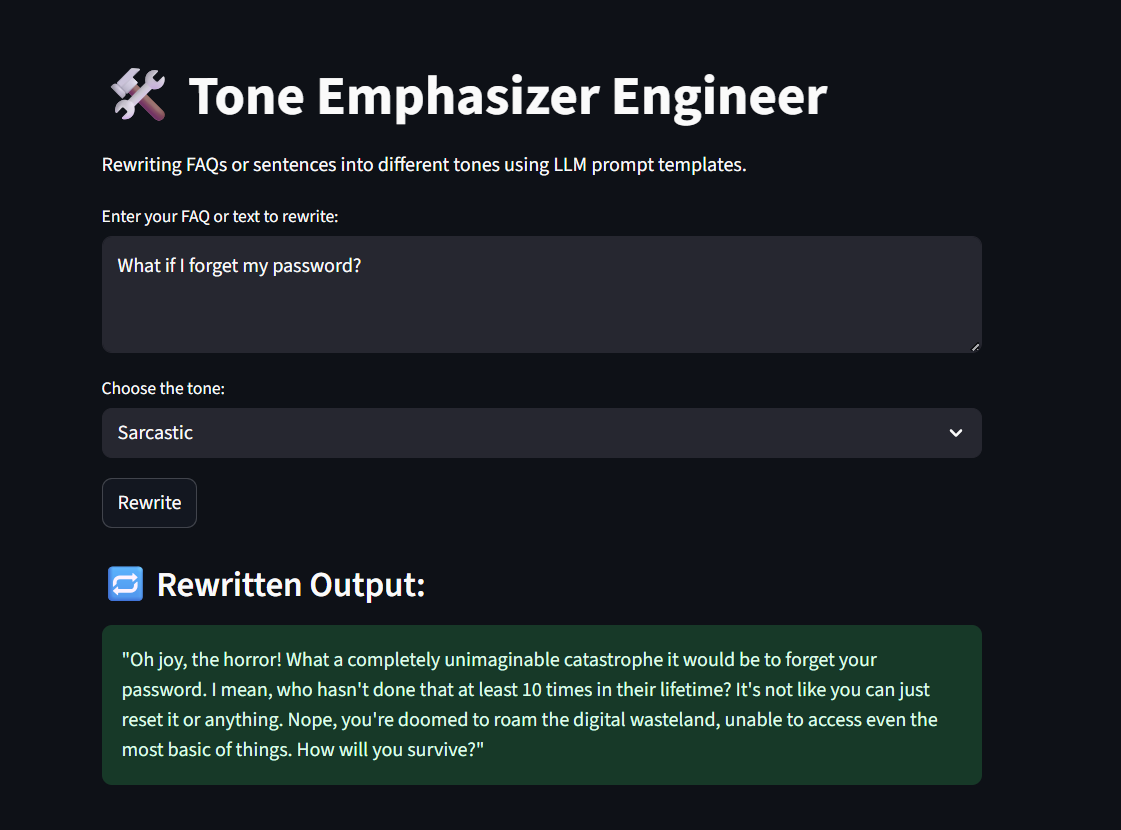 Tone Emphasizer Engineer
Rewriting FAQs or sentences into different tones using LLM prompt templates.
Enter your FAQ or text to rewrite:
What if I forget my password?
Choose the tone:
Sarcastic
Rewrite
Rewritten Output:
"Oh joy, the horror! What a completely unimaginable catastrophe it would be to forget your
password. I mean, who hasn't done that at least 10 times in their lifetime? It's not like you can just
reset it or anything. Nope, you're doomed to roam the digital wasteland, unable to access even the
most basic of things. How will you survive?"